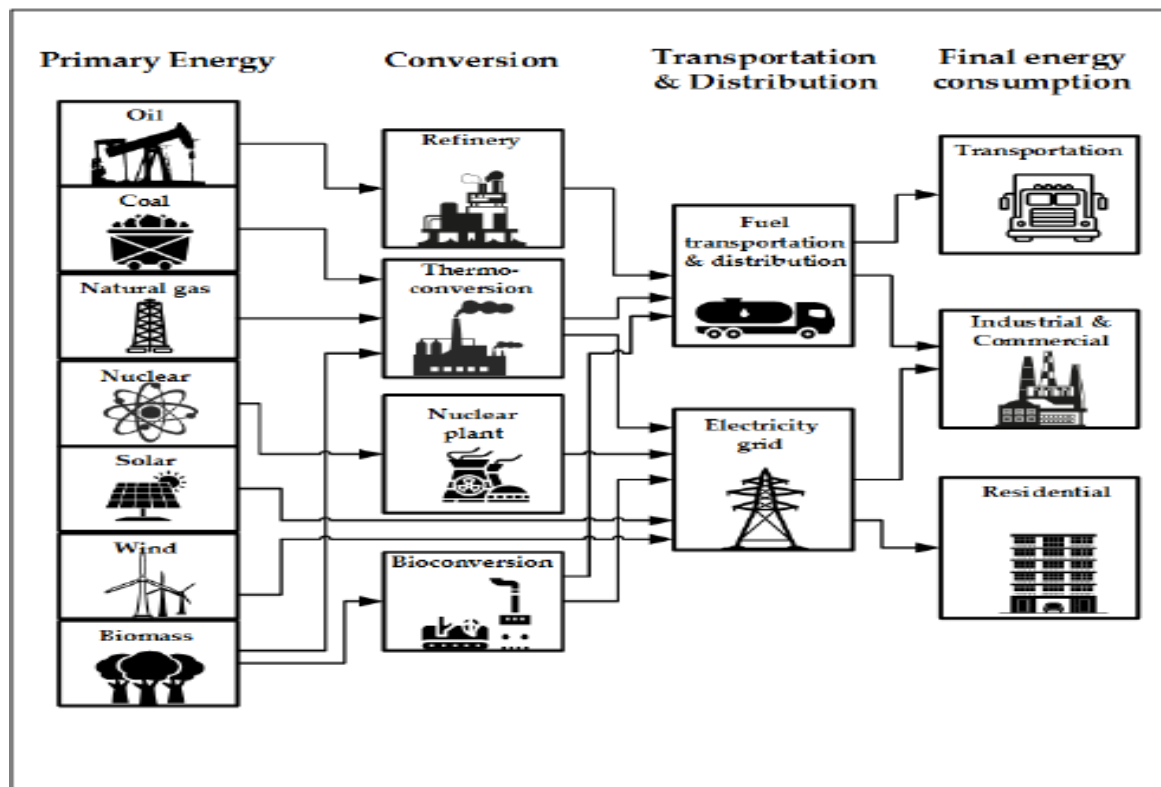 Primary Energy
Conversion
Transportation
& Distribution
Final energy
consumption
Oil
Coal
Natural gas
Nuclear
Solar
Wind
Biomass
Refinery
Thermo-
conversion
Nuclear
plant
Bioconversion
Fuel
transportation
& distribution
Electricity
grid
Transportation
Industrial &
Commercial
Residential